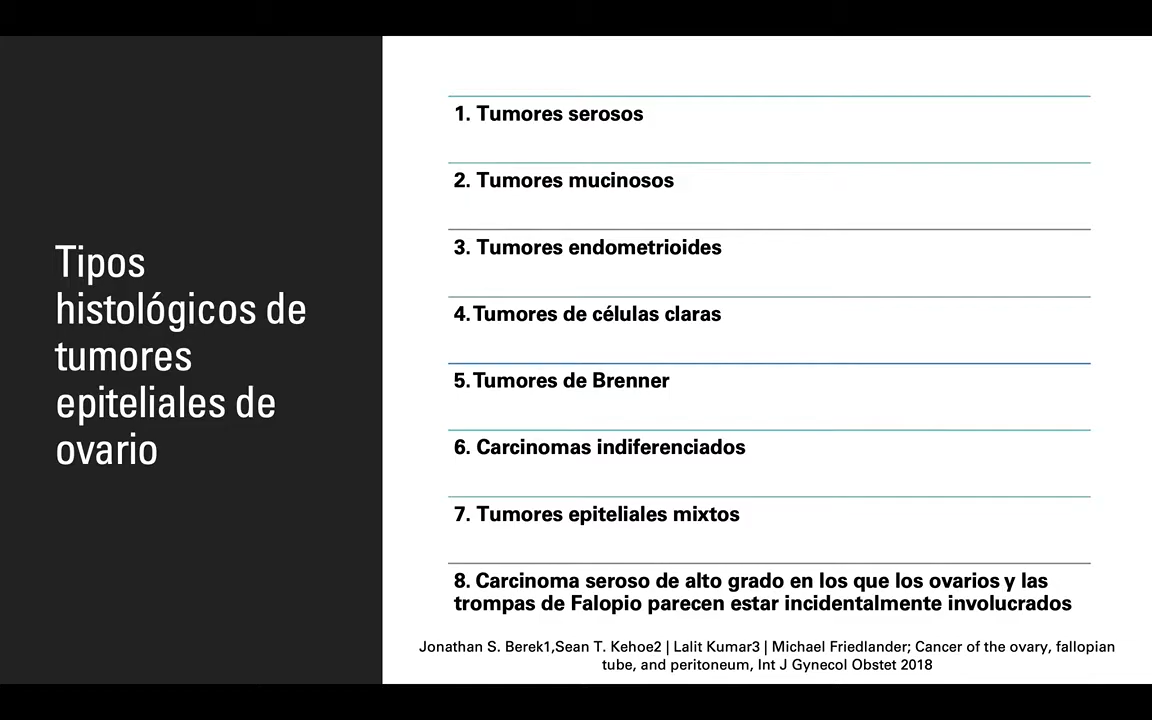 Tipos
histológicos de
tumores
epiteliales de
ovario
1. Tumores serosos
2. Tumores mucinosos
3. Tumores endometrioides
4. Tumores de células claras
5. Tumores de Brenner
6. Carcinomas indiferenciados
7. Tumores epiteliales mixtos
8. Carcinoma seroso de alto grado en los que los ovarios y las
trompas de Falopio parecen estar incidentalmente involucrados
Jonathan S. Berek1,Sean T. Kehoe2 | Lalit Kumar3 | Michael Friedlander; Cancer of the ovary, fallopian
tube, and peritoneum, Int J Gynecol Obstet 2018